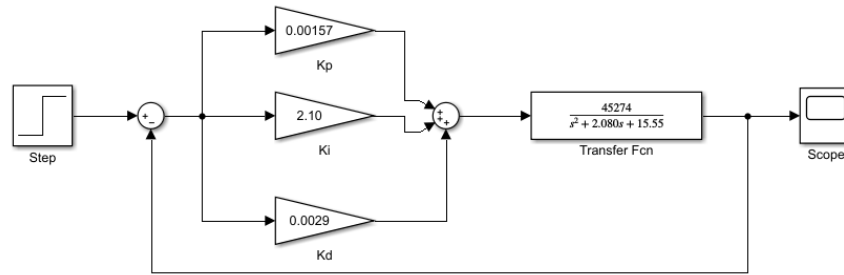 0.00157
Kp
Step
+
−
2.10
Ki
+
+
+
45274
s² + 2.080s + 15.55
Transfer Fcn
Scope
0.0029
Kd